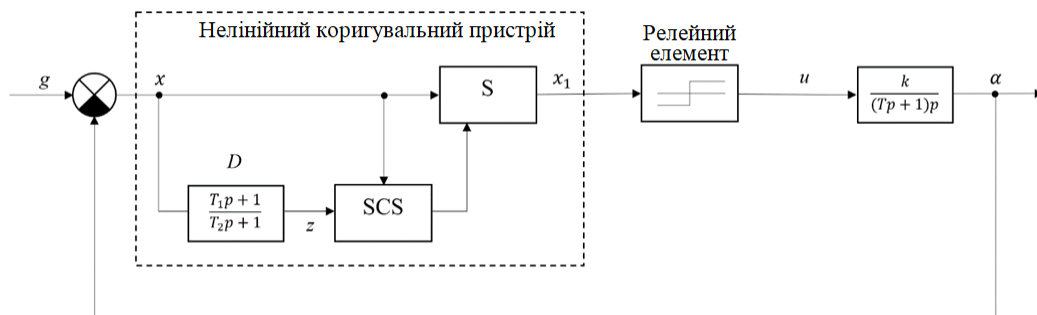 Нелінійний коригувальний пристрій
Релейний
елемент
g
x
S
x₁
u
k
(Tp + 1)p
α
D
T₁p + 1
T₂p + 1
z
SCS